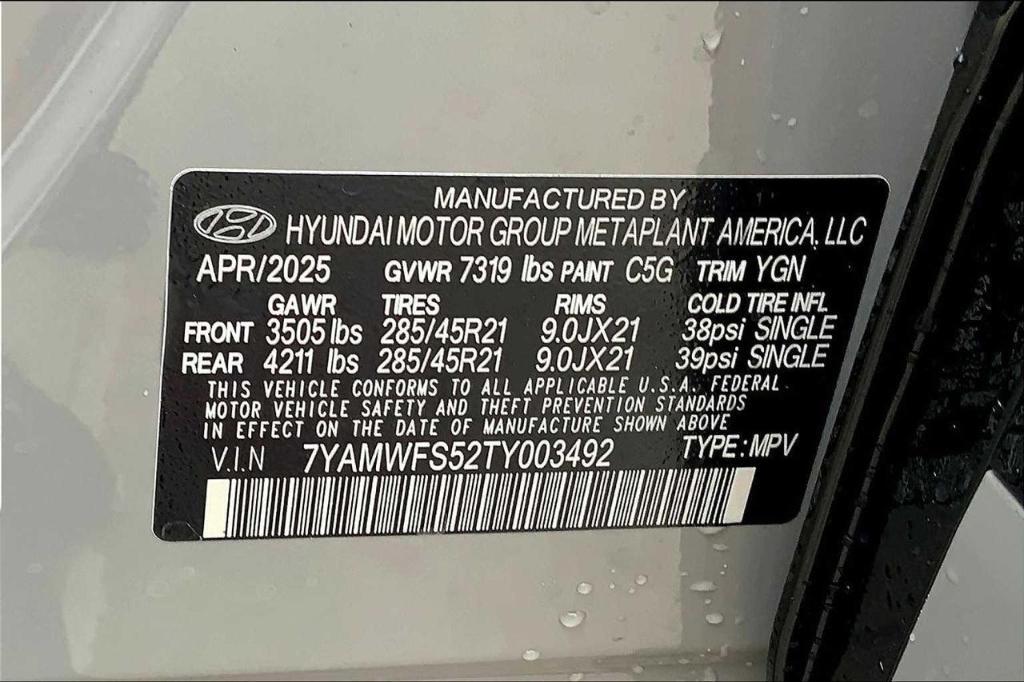 MANUFACTURED BY
HYUNDAI MOTOR GROUP METAPLANT AMERICA, LLC
APR/2025 GVWR 7319 lbs PAINT C5G TRIM YGN
GAWR TIRES RIMS COLD TIRE INFL
FRONT 3505 lbs 285/45R21 9.0JX21 38psi SINGLE
REAR 4211 lbs 285/45R21 9.0JX21 39psi SINGLE
THIS VEHICLE CONFORMS TO ALL APPLICABLE U.S.A. FEDERAL
MOTOR VEHICLE SAFETY AND THEFT PREVENTION STANDARDS
IN EFFECT ON THE DATE OF MANUFACTURE SHOWN ABOVE
V.I.N 7YAMWFS52TY003492 TYPE: MPV